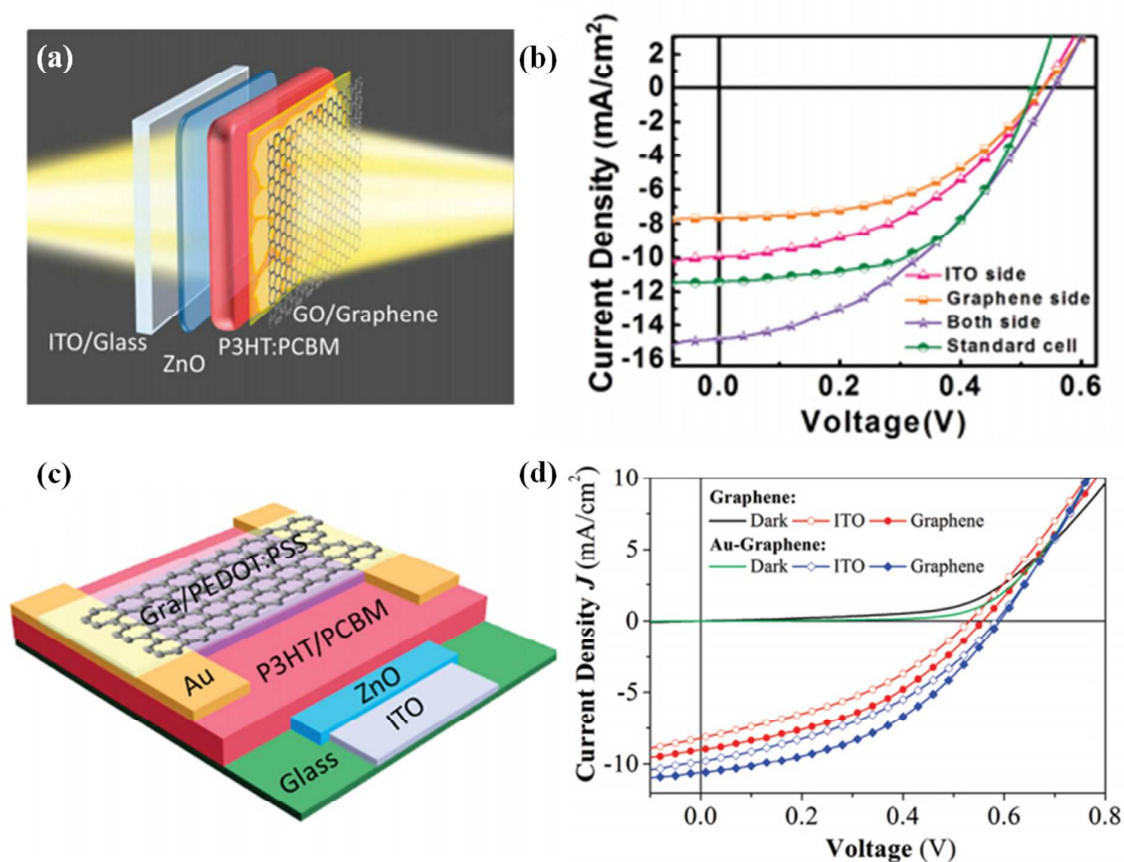 (a)
ITO/Glass
ZnO
P3HT:PCBM
GO/Graphene
(b)
Current Density (mA/cm²)
2
0
-2
-4
-6
-8
-10
-12
-14
-16
ITO side
Graphene side
Both side
Standard cell
0.0 0.2 0.4 0.6
Voltage(V)
(c)
Gra/PEDOT:PSS
Au
P3HT/PCBM
ZnO
ITO
Glass
(d)
Current Density J (mA/cm²)
10
5
0
-5
-10
Graphene:
Dark ITO Graphene
Au-Graphene:
Dark ITO Graphene
0.0 0.2 0.4 0.6 0.8
Voltage (V)